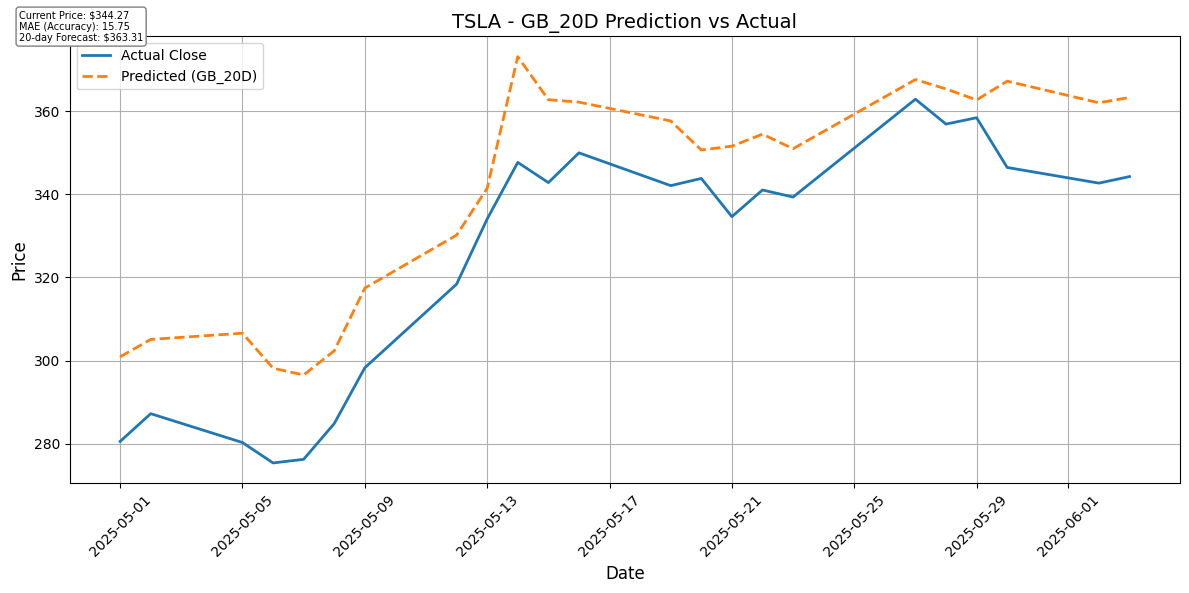 TSLA - GB_20D Prediction vs Actual
Current Price: $344.27
MAE (Accuracy): 15.75
20-day Forecast: $363.31
Actual Close
Predicted (GB_20D)
Price
360
340
320
300
280
2025-05-01
2025-05-05
2025-05-09
2025-05-13
2025-05-17
2025-05-21
2025-05-25
2025-05-29
2025-06-01
Date